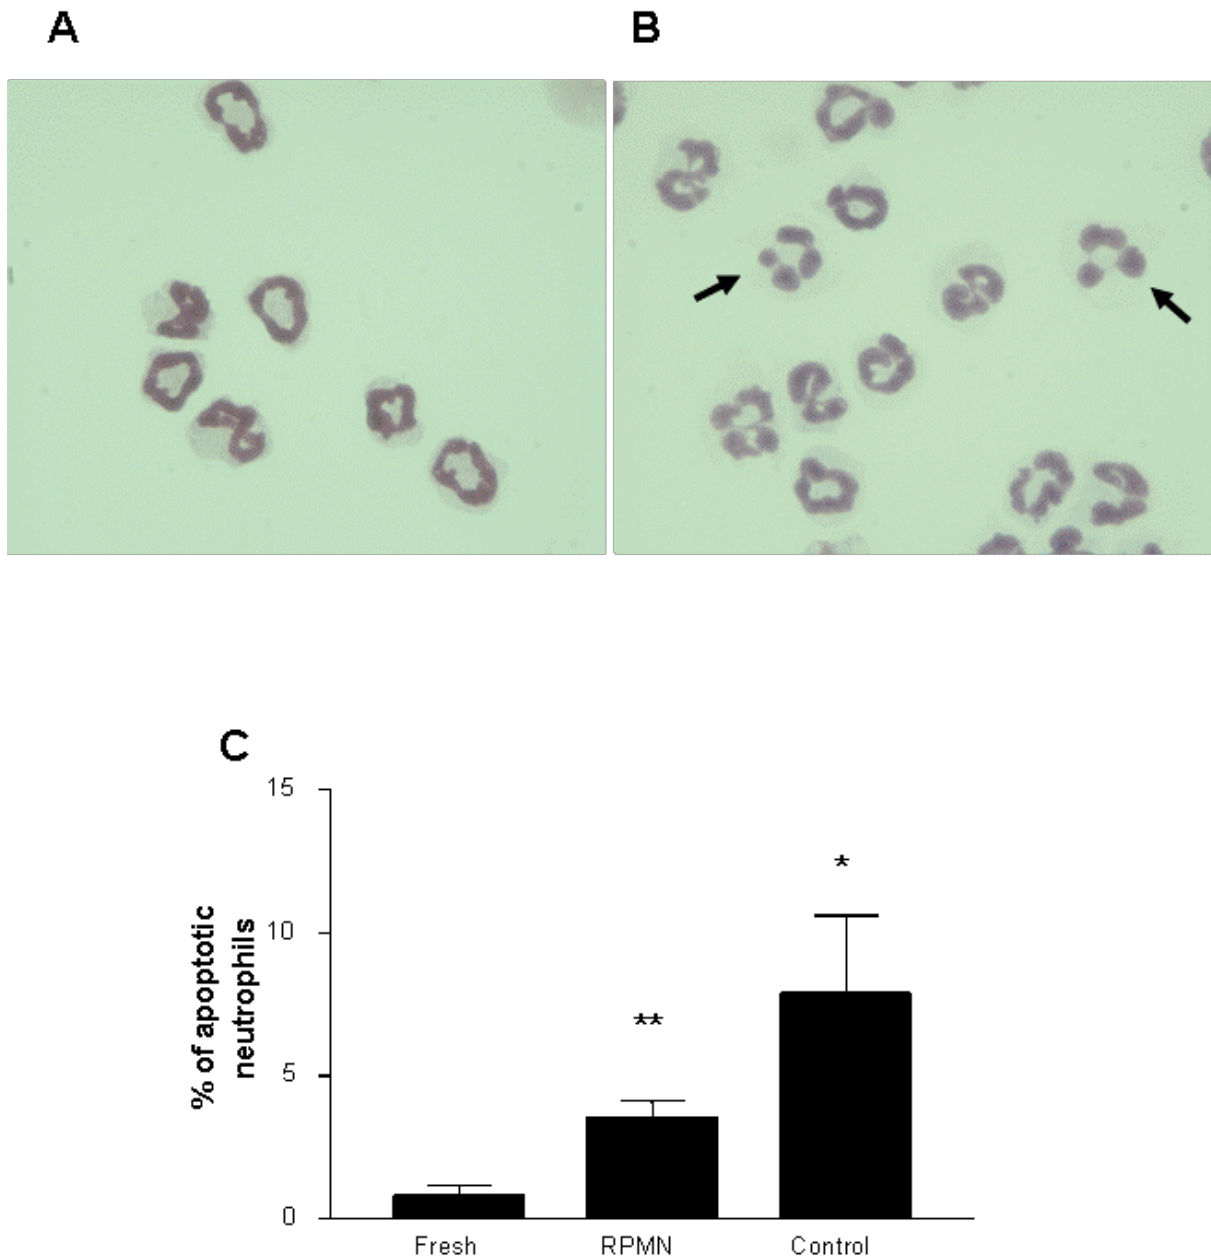 A
B
C
15
10
5
0
% of apoptotic
neutrophils
**
*
Fresh
RPMN
Control